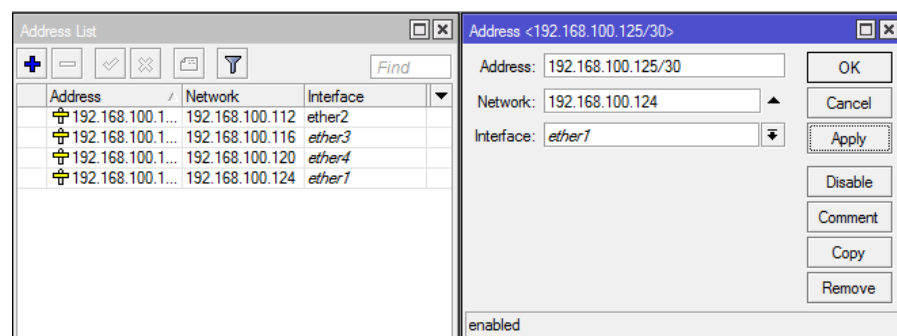 Address List
Find
Address Network Interface
192.168.100.1... 192.168.100.112 ether2
192.168.100.1... 192.168.100.116 ether3
192.168.100.1... 192.168.100.120 ether4
192.168.100.1... 192.168.100.124 ether1
Address <192.168.100.125/30>
Address: 192.168.100.125/30
Network: 192.168.100.124
Interface: ether1
OK
Cancel
Apply
Disable
Comment
Copy
Remove
enabled